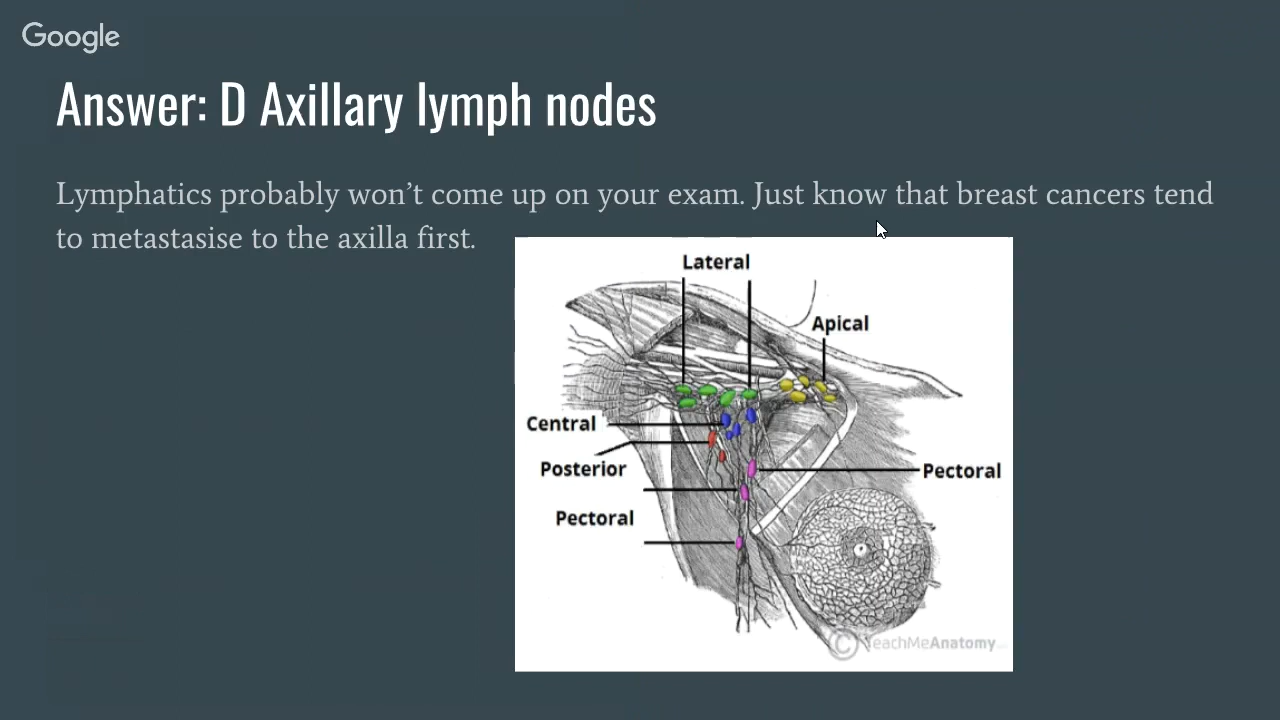 Google
Answer: D Axillary lymph nodes
Lymphatics probably won’t come up on your exam. Just know that breast cancers tend
to metastasise to the axilla first.
Lateral
Apical
Central
Posterior
Pectoral
Pectoral
© TeachMeAnatomy